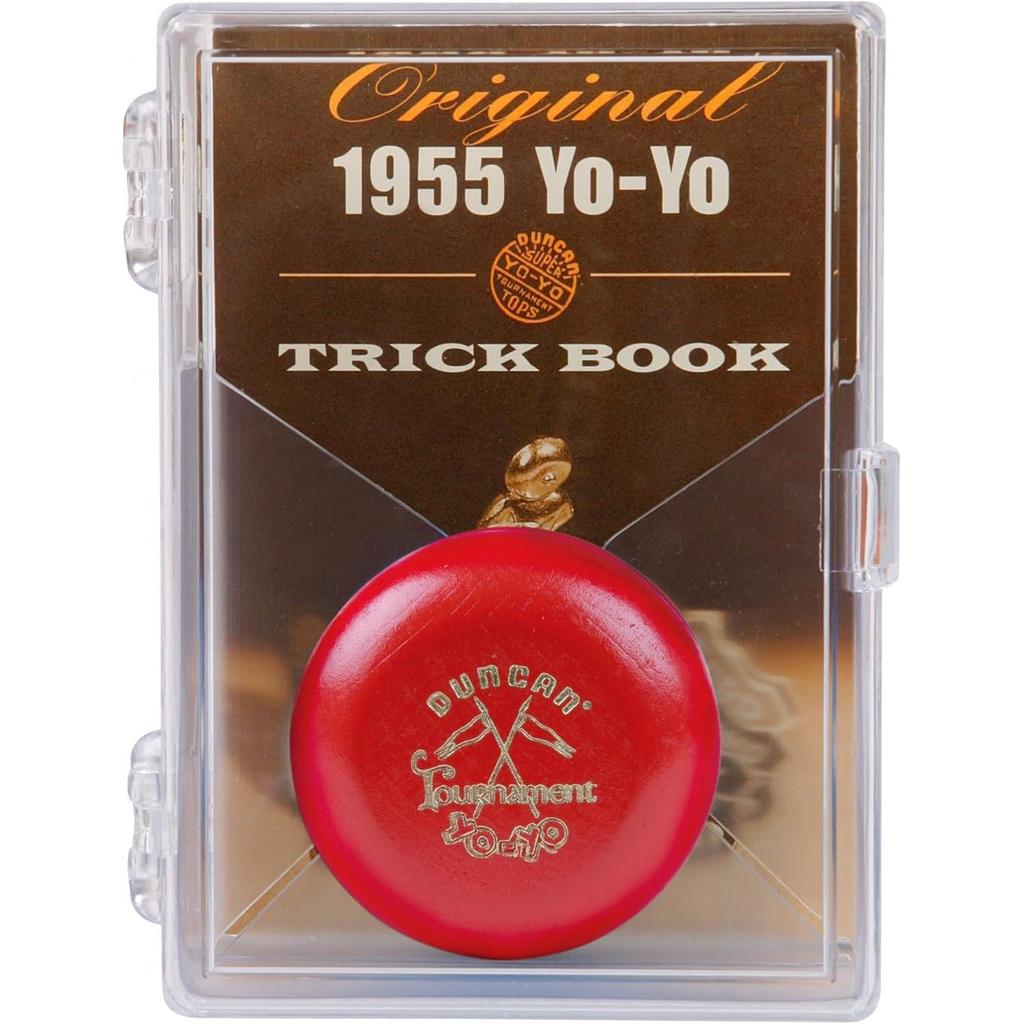 Original
1955 Yo-Yo
DUNCAN
SUPER
YO-YO
TOURNAMENT
TOPS
TRICK BOOK
DUNCAN®
Tournament
YO-YO